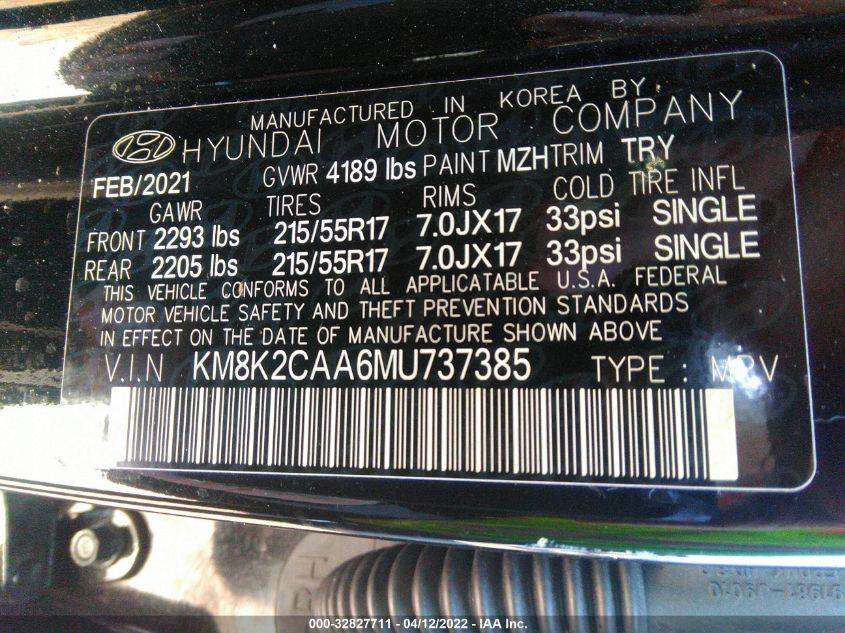 MANUFACTURED IN KOREA BY
HYUNDAI MOTOR COMPANY
FEB/2021 GVWR 4189 lbs PAINT MZH TRIM TRY
GAWR TIRES RIMS COLD TIRE INFL
FRONT 2293 lbs 215/55R17 7.0JX17 33psi SINGLE
REAR 2205 lbs 215/55R17 7.0JX17 33psi SINGLE
THIS VEHICLE CONFORMS TO ALL APPLICATABLE U.S.A. FEDERAL
MOTOR VEHICLE SAFETY AND THEFT PREVENTION STANDARDS
IN EFFECT ON THE DATE OF MANUFACTURE SHOWN ABOVE
V.I.N KM8K2CAA6MU737385 TYPE : MPV
000-32827711 - 04/12/2022 - IAA Inc.